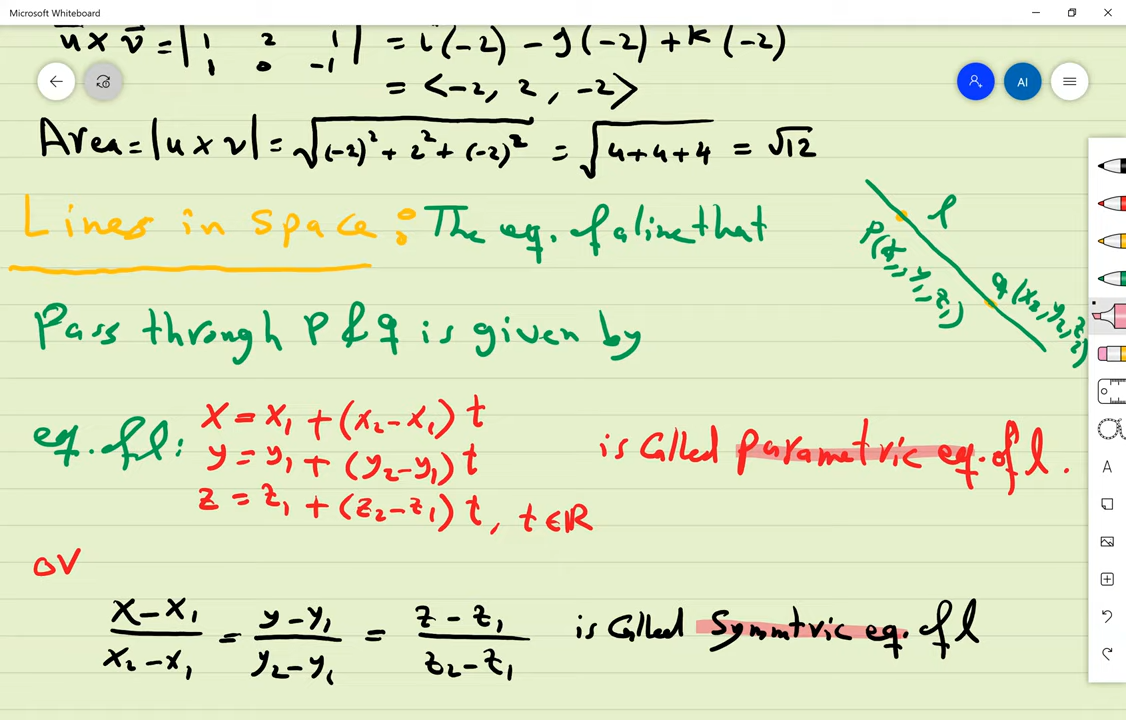 Microsoft Whiteboard
u̅ × v̅ = | 1 2 1 | = i(-2) - j(-2) + k(-2)
1 0 -1
= <-2, 2, -2>
AI
Area = |u × v| = √((-2)² + 2² + (-2)²) = √(4+4+4) = √12
Lines in Space : The eq. of a line that
l
P(x₁, y₁, z₁)
q(x₂, y₂, z₂)
Pass through P & q is given by
eq. of l : x = x₁ + (x₂-x₁) t
y = y₁ + (y₂-y₁) t
z = z₁ + (z₂-z₁) t, t∈ℝ
is called parametric eq. of l.
or
(x-x₁)/(x₂-x₁) = (y-y₁)/(y₂-y₁) = (z-z₁)/(z₂-z₁) is called Symmtric eq. of l